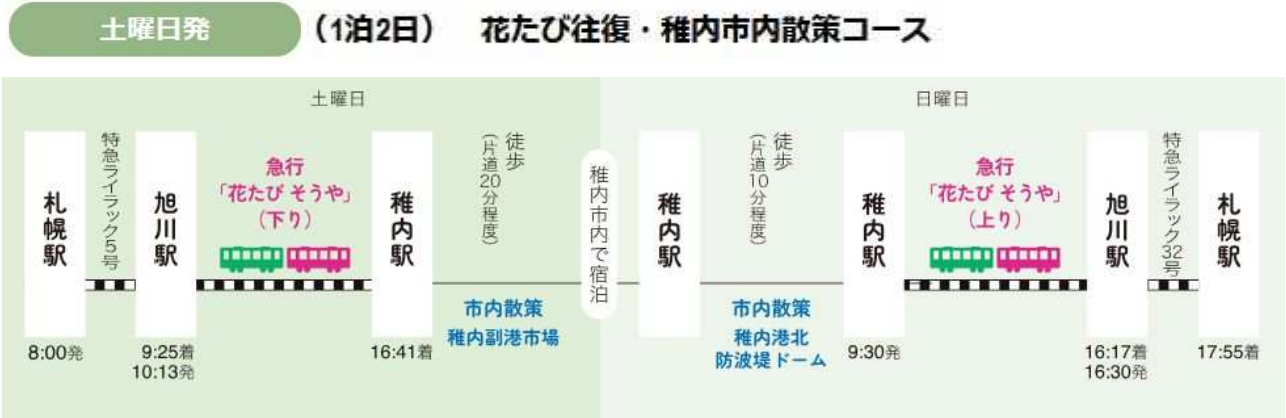 土曜日発
(1泊2日) 花たび往復・稚内市内散策コース
土曜日
札幌駅
8:00発
特急ライラック5号
旭川駅
9:25着
10:13発
急行
「花たび そうや」
(下り)
稚内駅
16:41着
徒歩
(片道20分程度)
市内散策
稚内副港市場
稚内市内で宿泊
日曜日
稚内駅
徒歩
(片道10分程度)
市内散策
稚内港北
防波堤ドーム
稚内駅
9:30発
急行
「花たび そうや」
(上り)
旭川駅
16:17着
16:30発
特急ライラック32号
札幌駅
17:55着